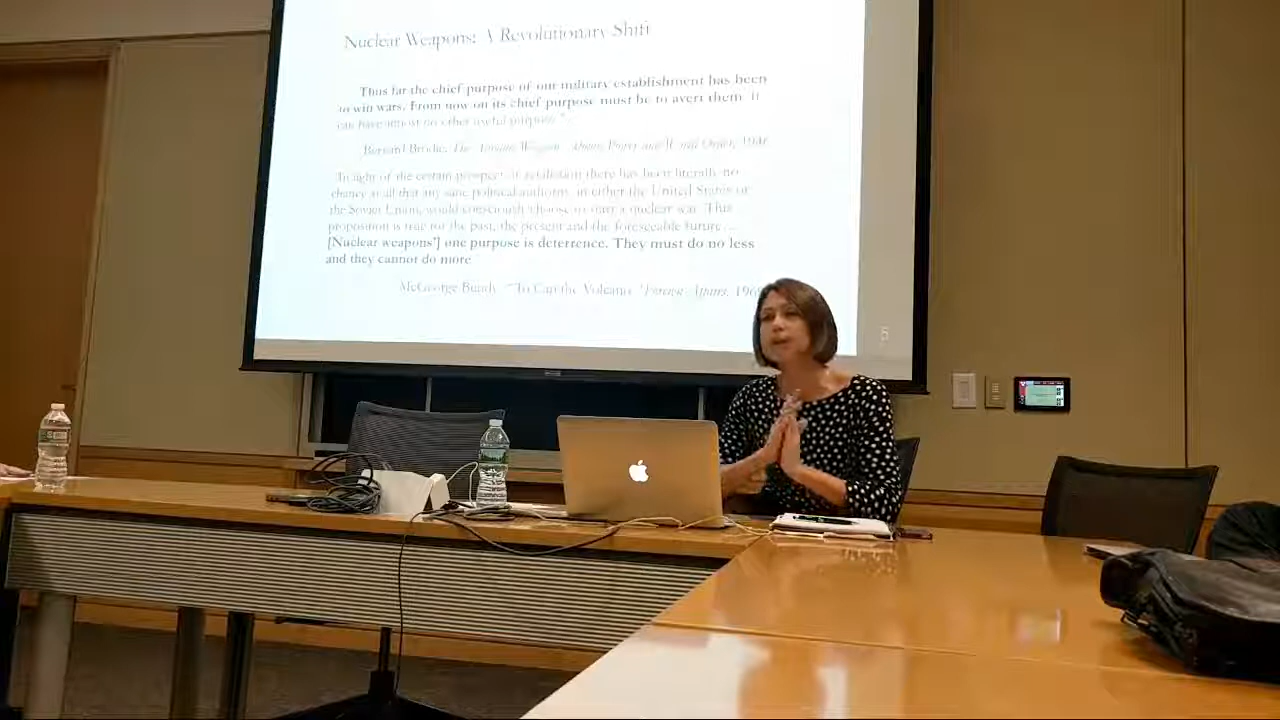 Nuclear Weapons: A Revolutionary Shift
Thus far the chief purpose of our military establishment has been
to win wars. From now on its chief purpose must be to avert them. It
can have almost no other useful purpose."
Bernard Brodie, The Absolute Weapon: Atomic Power and World Order, 1946
In light of the certain prospect of retaliation there has been literally no
chance at all that any sane political authority, in either the United States or
the Soviet Union, would consciously choose to start a nuclear war. This
proposition is true for the past, the present and the foreseeable future...
[Nuclear weapons'] one purpose is deterrence. They must do no less
and they cannot do more
McGeorge Bundy, "To Cap the Volcano, "Foreign Affairs, 196
5